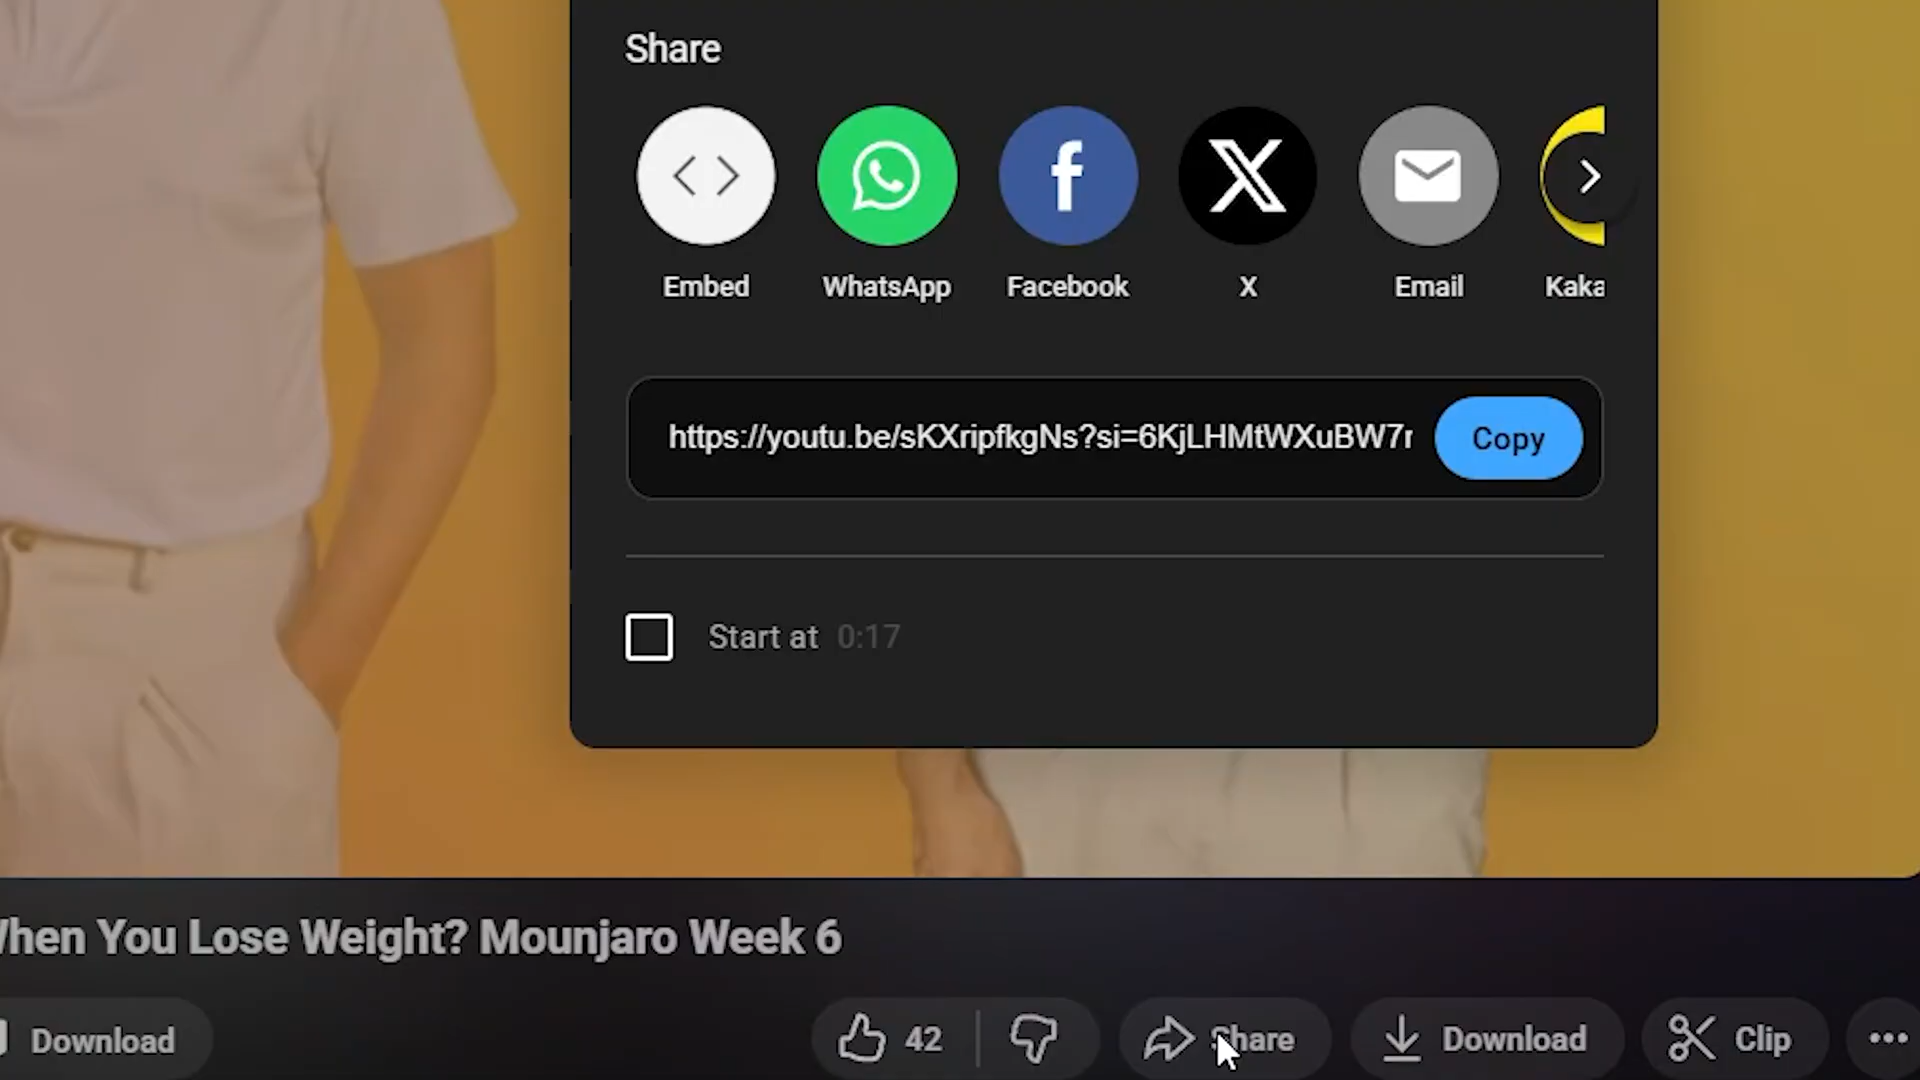 Share
Embed
WhatsApp
Facebook
X
Email
Kaka
https://youtu.be/sKXripfkgNs?si=6KjLHMtWXuBW7r
Copy
Start at 0:17
When You Lose Weight? Mounjaro Week 6
Download
42
Share
Download
Clip